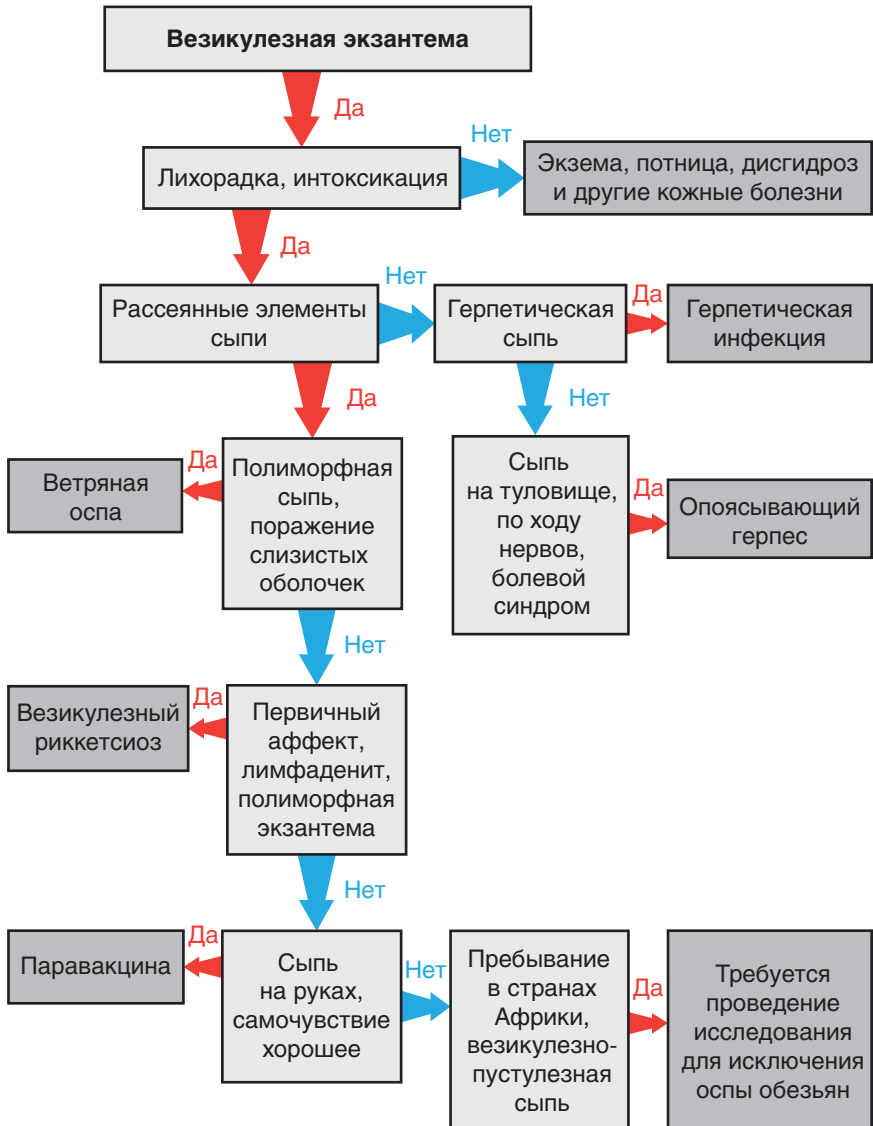 Везикулезная экзантема
Да
Нет
Лихорадка, интоксикация
Экзема, потница, дисгидроз
и другие кожные болезни
Да
Нет
Рассеянные элементы
сыпи
Герпетическая
сыпь
Да
Герпетическая
инфекция
Да
Нет
Ветряная
оспа
Да
Полиморфная
сыпь,
поражение
слизистых
оболочек
Сыпь
на туловище,
по ходу
нервов,
болевой
синдром
Да
Опоясывающий
герпес
Нет
Везикулезный
риккетсиоз
Да
Первичный
аффект,
лимфаденит,
полиморфная
экзантема
Нет
Паравакцина
Да
Сыпь
на руках,
самочувствие
хорошее
Нет
Пребывание
в странах
Африки,
везикулезно-
пустулезная
сыпь
Да
Требуется
проведение
исследования
для исключения
оспы обезьян